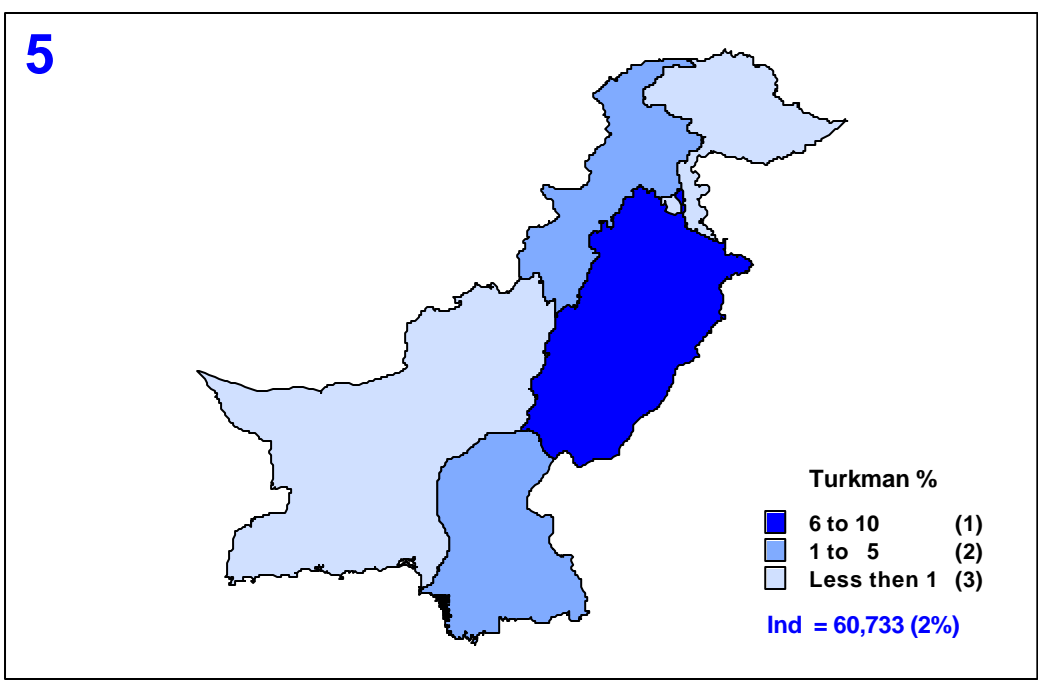 5
Turkman %
6 to 10 (1)
1 to 5 (2)
Less then 1 (3)
Ind = 60,733 (2%)